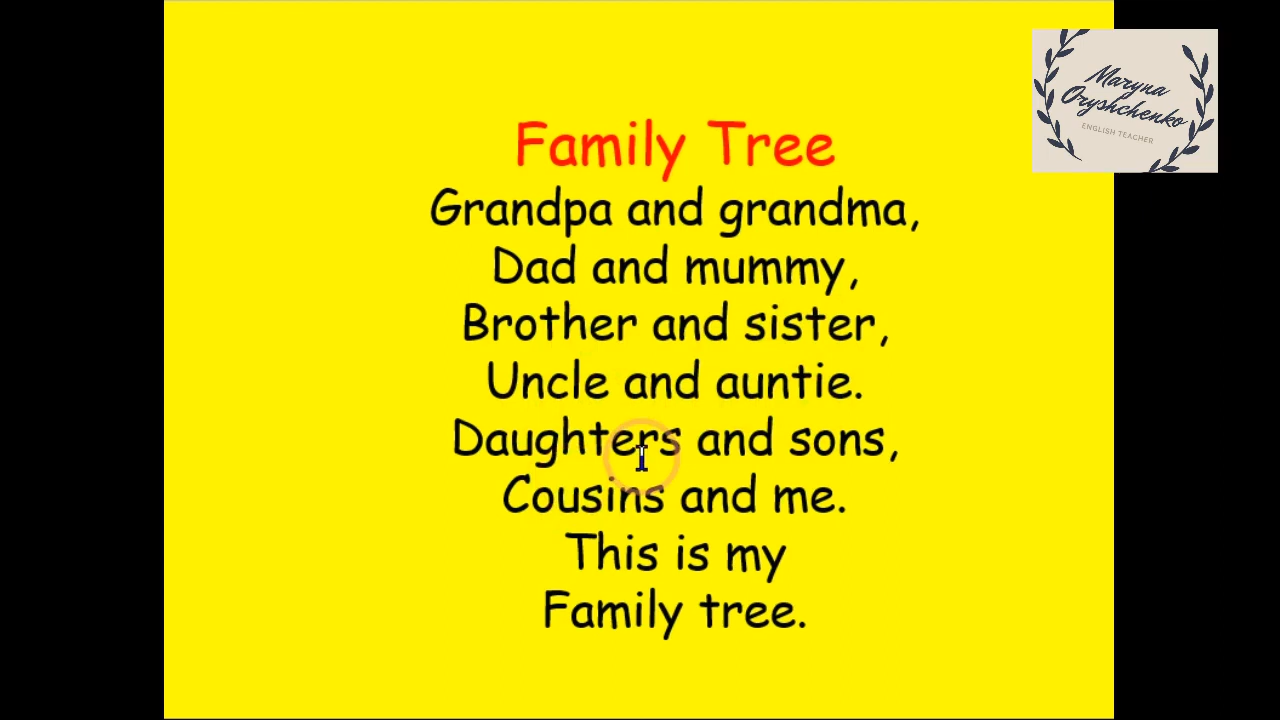 Family Tree
Grandpa and grandma,
Dad and mummy,
Brother and sister,
Uncle and auntie.
Daughters and sons,
Cousins and me.
This is my
Family tree.
Maryna
Oryshchenko
ENGLISH TEACHER